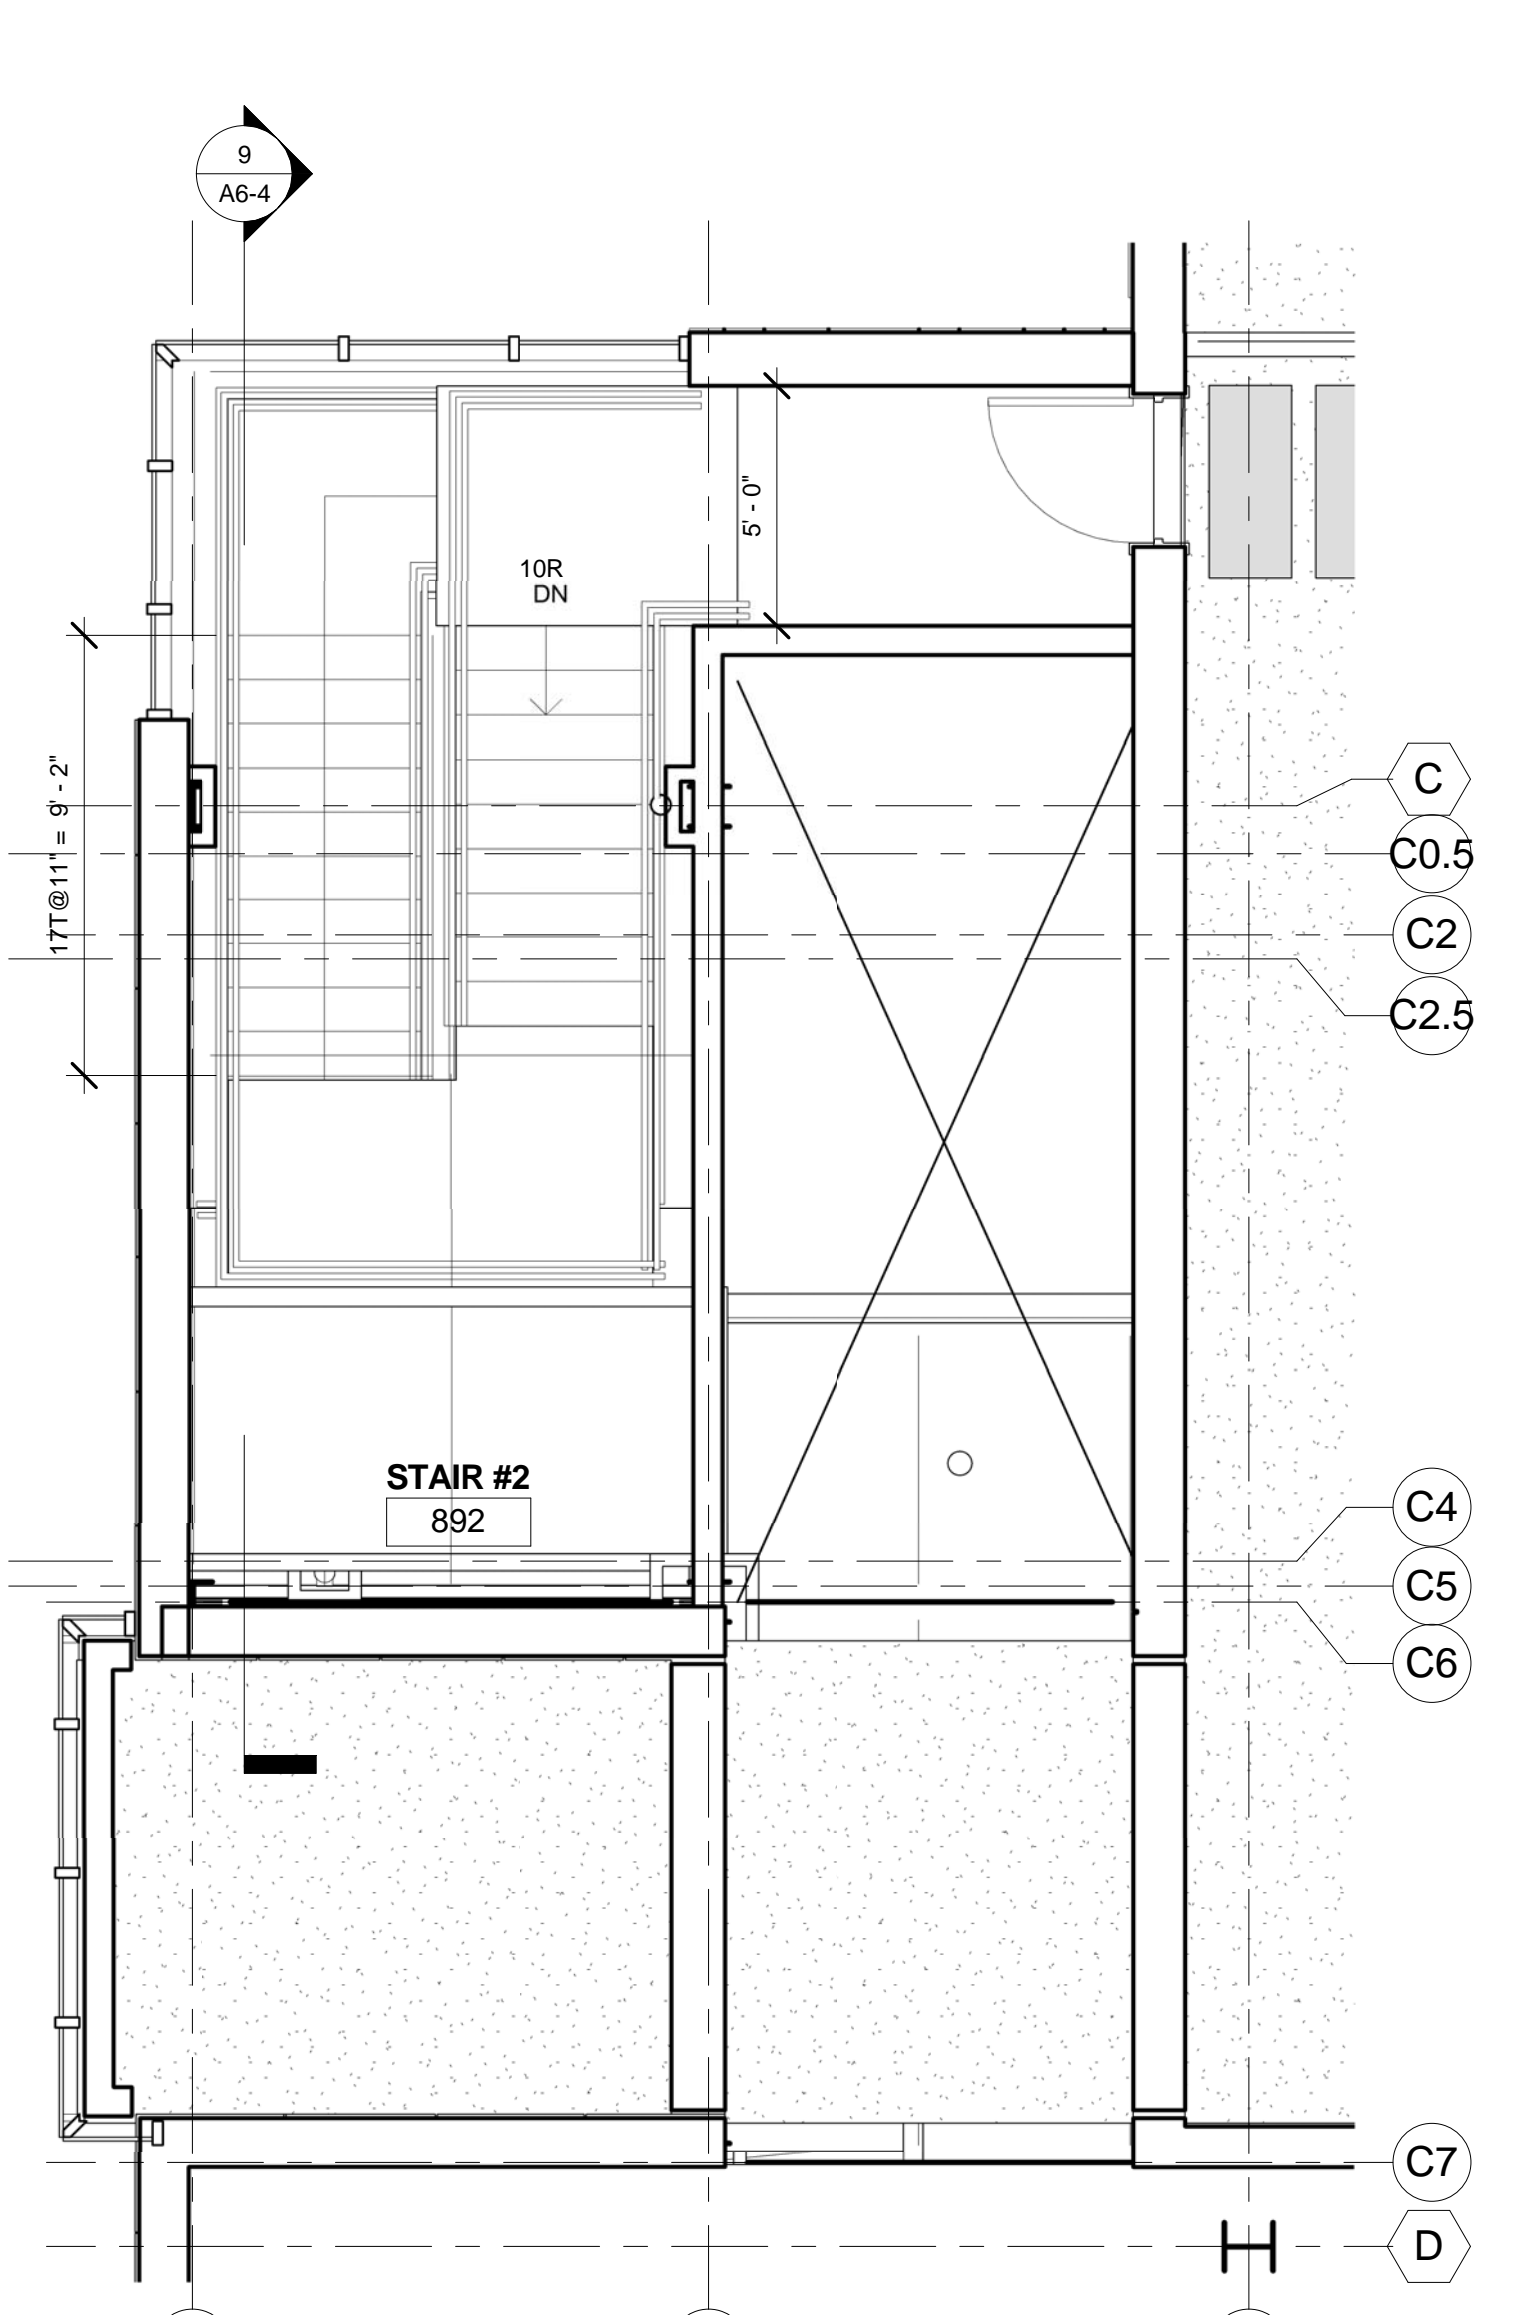 9
A6-4
5' - 0"
10R
DN
17T@11" = 9' - 2"
C
C0.5
C2
C2.5
STAIR #2
892
C4
C5
C6
C7
D